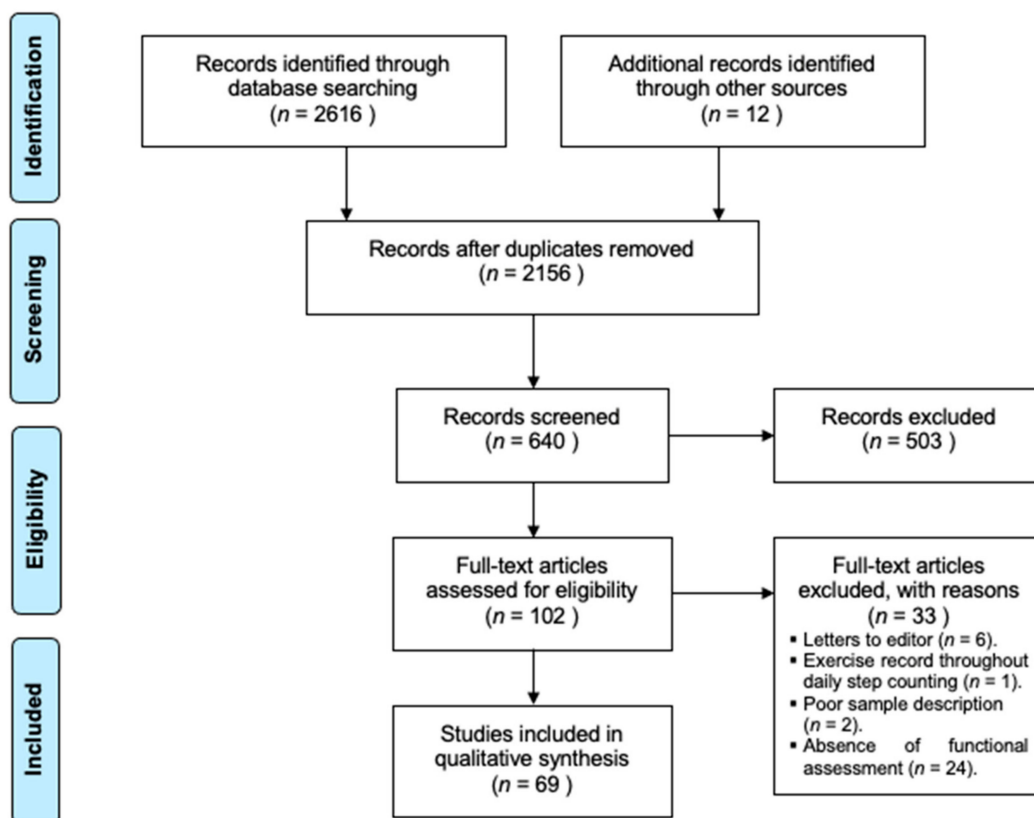 Identification
Records identified through
database searching
(n = 2616 )
Additional records identified
through other sources
(n = 12 )
Screening
Records after duplicates removed
(n = 2156 )
Records screened
(n = 640 )
Records excluded
(n = 503 )
Eligibility
Full-text articles
assessed for eligibility
(n = 102 )
Full-text articles
excluded, with reasons
(n = 33 )
▪ Letters to editor (n = 6).
▪ Exercise record throughout
daily step counting (n = 1).
▪ Poor sample description
(n = 2).
▪ Absence of functional
assessment (n = 24).
Included
Studies included in
qualitative synthesis
(n = 69 )